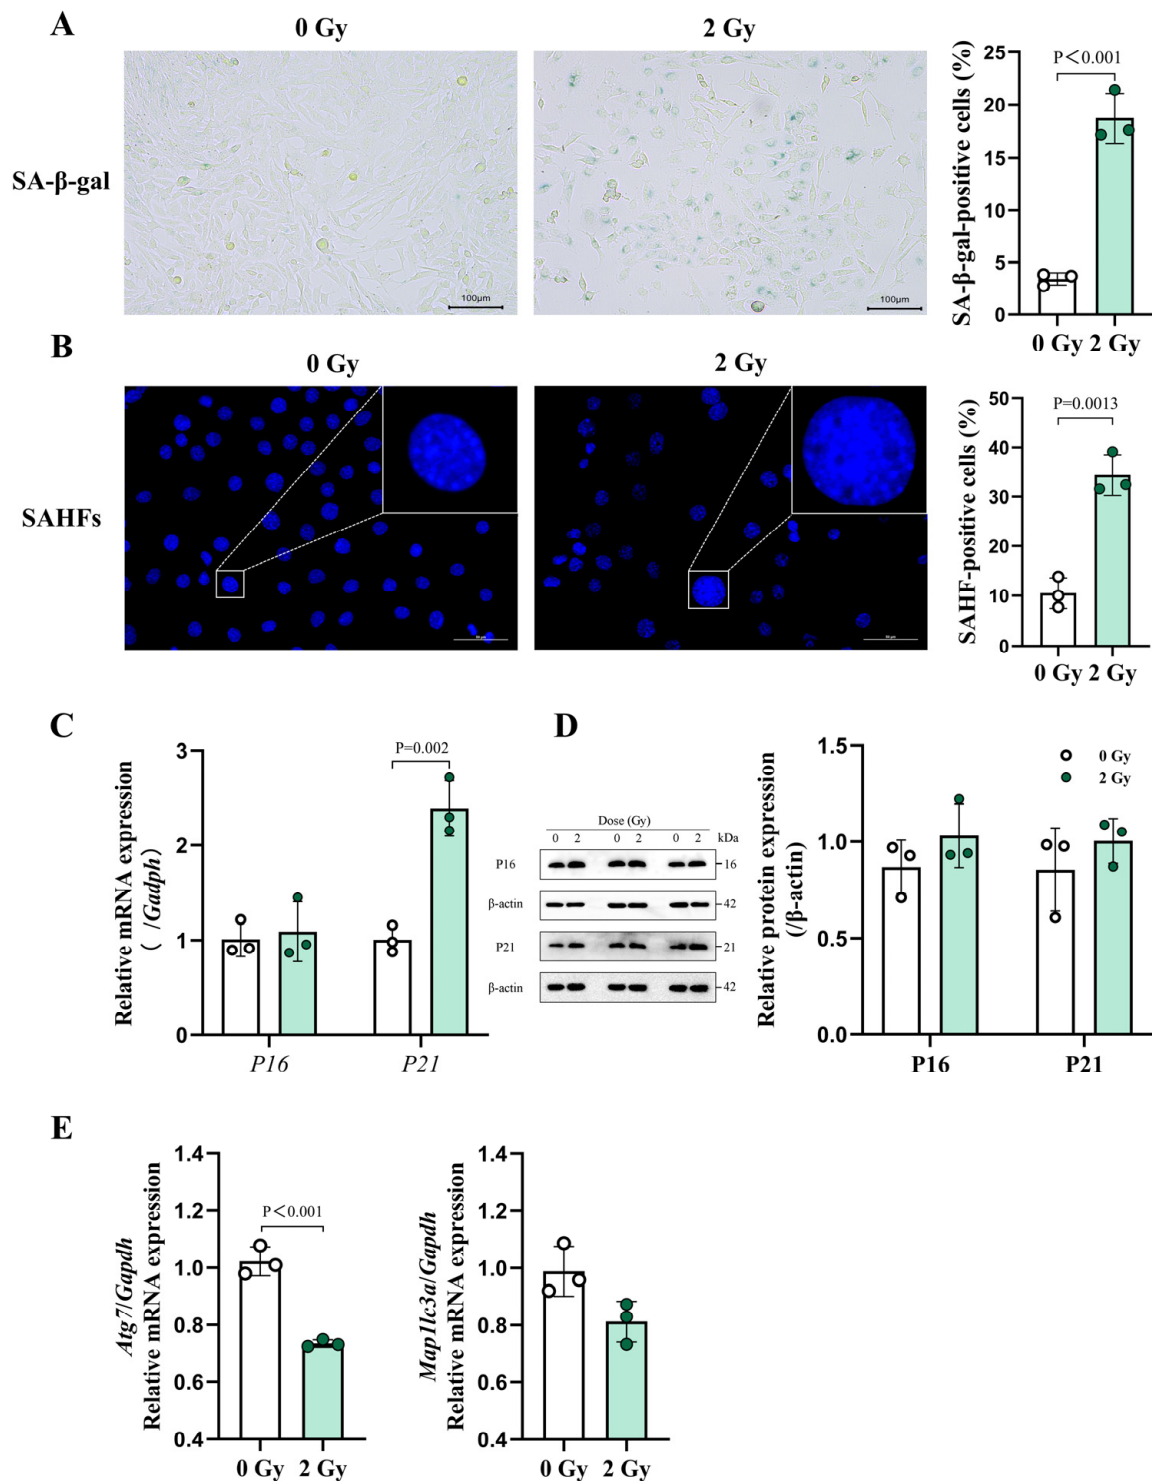 A
0 Gy
2 Gy
SA-β-gal
100μm
100μm
SA-β-gal-positive cells (%)
25
20
15
10
5
0
P<0.001
0 Gy 2 Gy
B
0 Gy
2 Gy
SAHFs
SAHF-positive cells (%)
50
40
30
20
10
0
P=0.0013
0 Gy 2 Gy
C
Relative mRNA expression
( /Gadph)
3
2
1
0
P=0.002
P16
P21
D
Dose (Gy)
0 2 0 2 0 2 kDa
P16 16
β-actin 42
P21 21
β-actin 42
Relative protein expression
(/β-actin)
1.5
1.0
0.5
0.0
0 Gy
2 Gy
P16
P21
E
Atg7/Gapdh
Relative mRNA expression
1.4
1.2
1.0
0.8
0.6
0.4
P<0.001
0 Gy 2 Gy
Map1lc3a/Gapdh
Relative mRNA expression
1.4
1.2
1.0
0.8
0.6
0.4
0 Gy 2 Gy